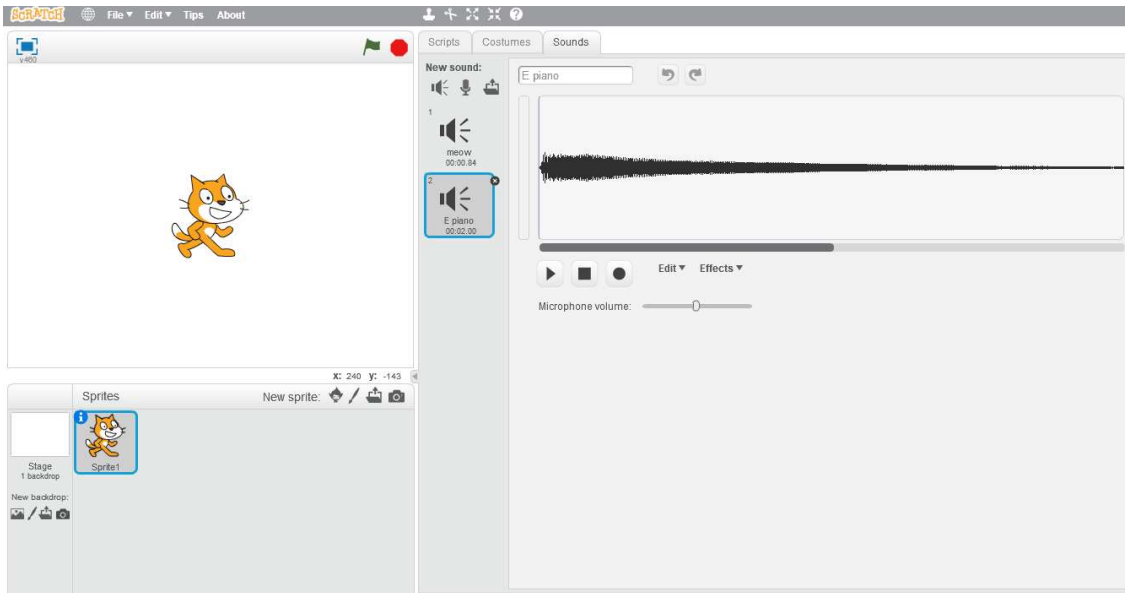 SCRATCH File▼ Edit▼ Tips About
v460
Scripts Costumes Sounds
New sound:
E piano
1
meow
00:00.84
2
E piano
00:02.00
Edit▼ Effects▼
Microphone volume:
x: 240 y: -143
Sprites New sprite:
Sprite1
Stage
1 backdrop
New backdrop: